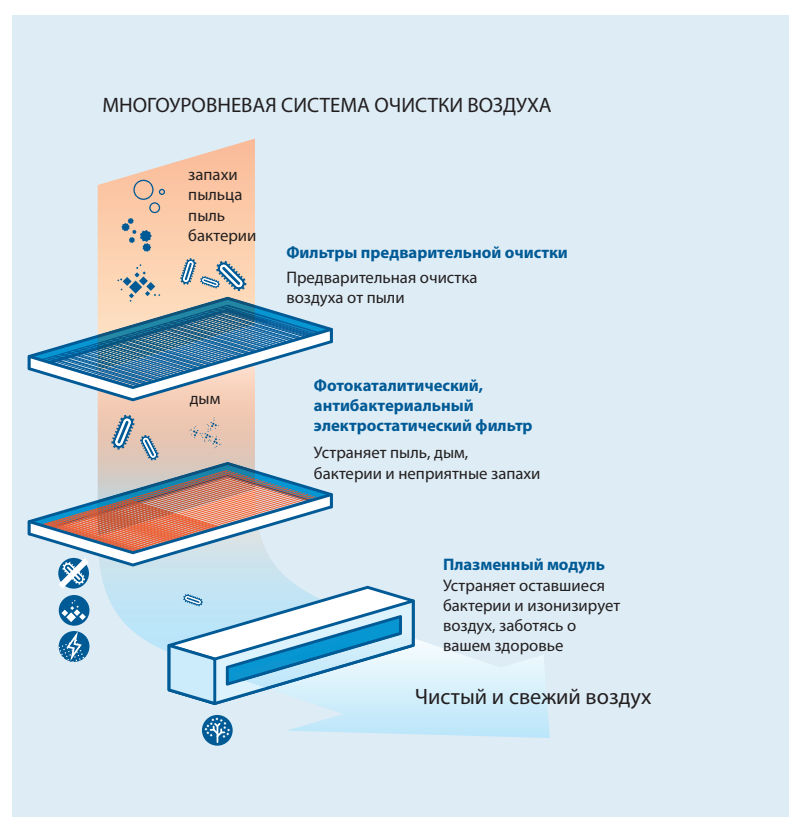 МНОГОУРОВНЕВАЯ СИСТЕМА ОЧИСТКИ ВОЗДУХА
запахи
пыльца
пыль
бактерии
Фильтры предварительной очистки
Предварительная очистка
воздуха от пыли
дым
Фотокаталитический,
антибактериальный
электростатический фильтр
Устраняет пыль, дым,
бактерии и неприятные запахи
Плазменный модуль
Устраняет оставшиеся
бактерии и изонизирует
воздух, заботясь о
вашем здоровье
Чистый и свежий воздух